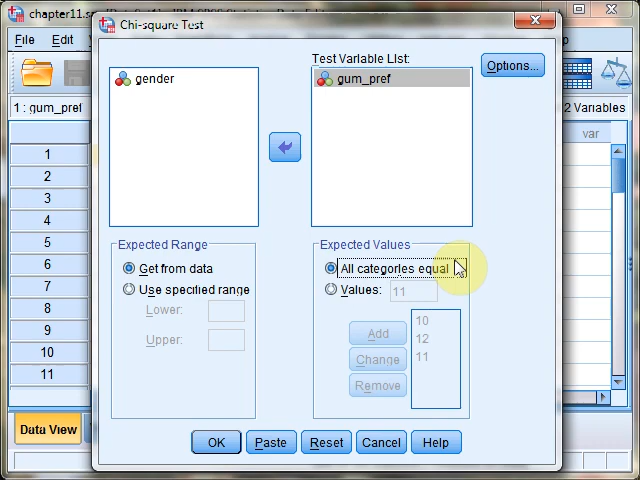 chapter11.sa
Chi-square Test
File Edit
1 : gum_pref
2 Variables
var
1
2
3
4
5
6
7
8
9
10
11
Data View
gender
Test Variable List:
gum_pref
Options...
Expected Range
Get from data
Use specified range
Lower:
Upper:
Expected Values
All categories equal
Values: 11
Add
Change
Remove
10
12
11
OK Paste Reset Cancel Help